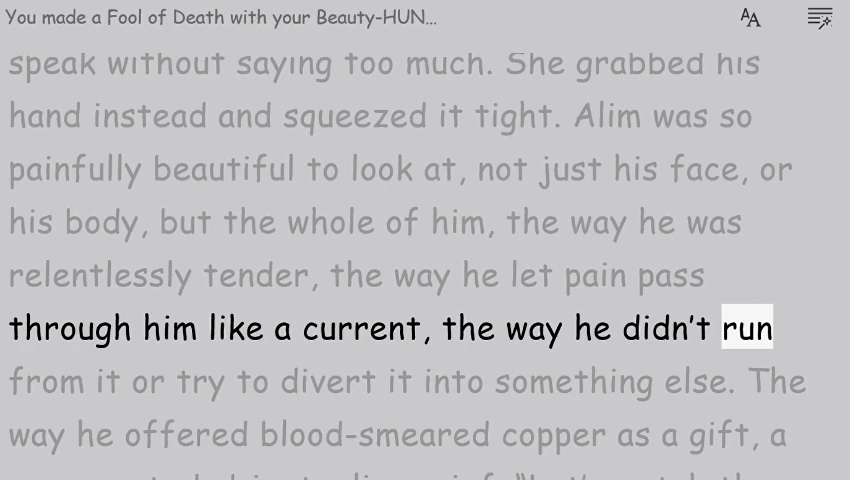 You made a Fool of Death with your Beauty-HUN...
speak without saying too much. She grabbed his
hand instead and squeezed it tight. Alim was so
painfully beautiful to look at, not just his face, or
his body, but the whole of him, the way he was
relentlessly tender, the way he let pain pass
through him like a current, the way he didn't run
from it or try to divert it into something else. The
way he offered blood-smeared copper as a gift, a